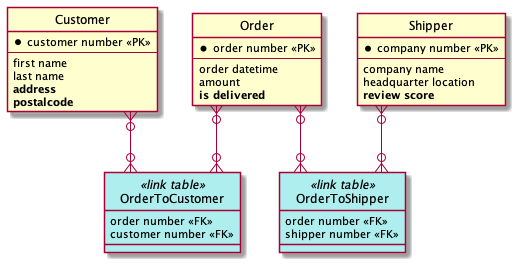 Customer
customer number «PK»
first name
last name
address
postalcode
Order
order number «PK»
order datetime
amount
is delivered
Shipper
company number «PK»
company name
headquarter location
review score
«link table»
OrderToCustomer
order number «FK»
customer number «FK»
«link table»
OrderToShipper
order number «FK»
shipper number «FK»